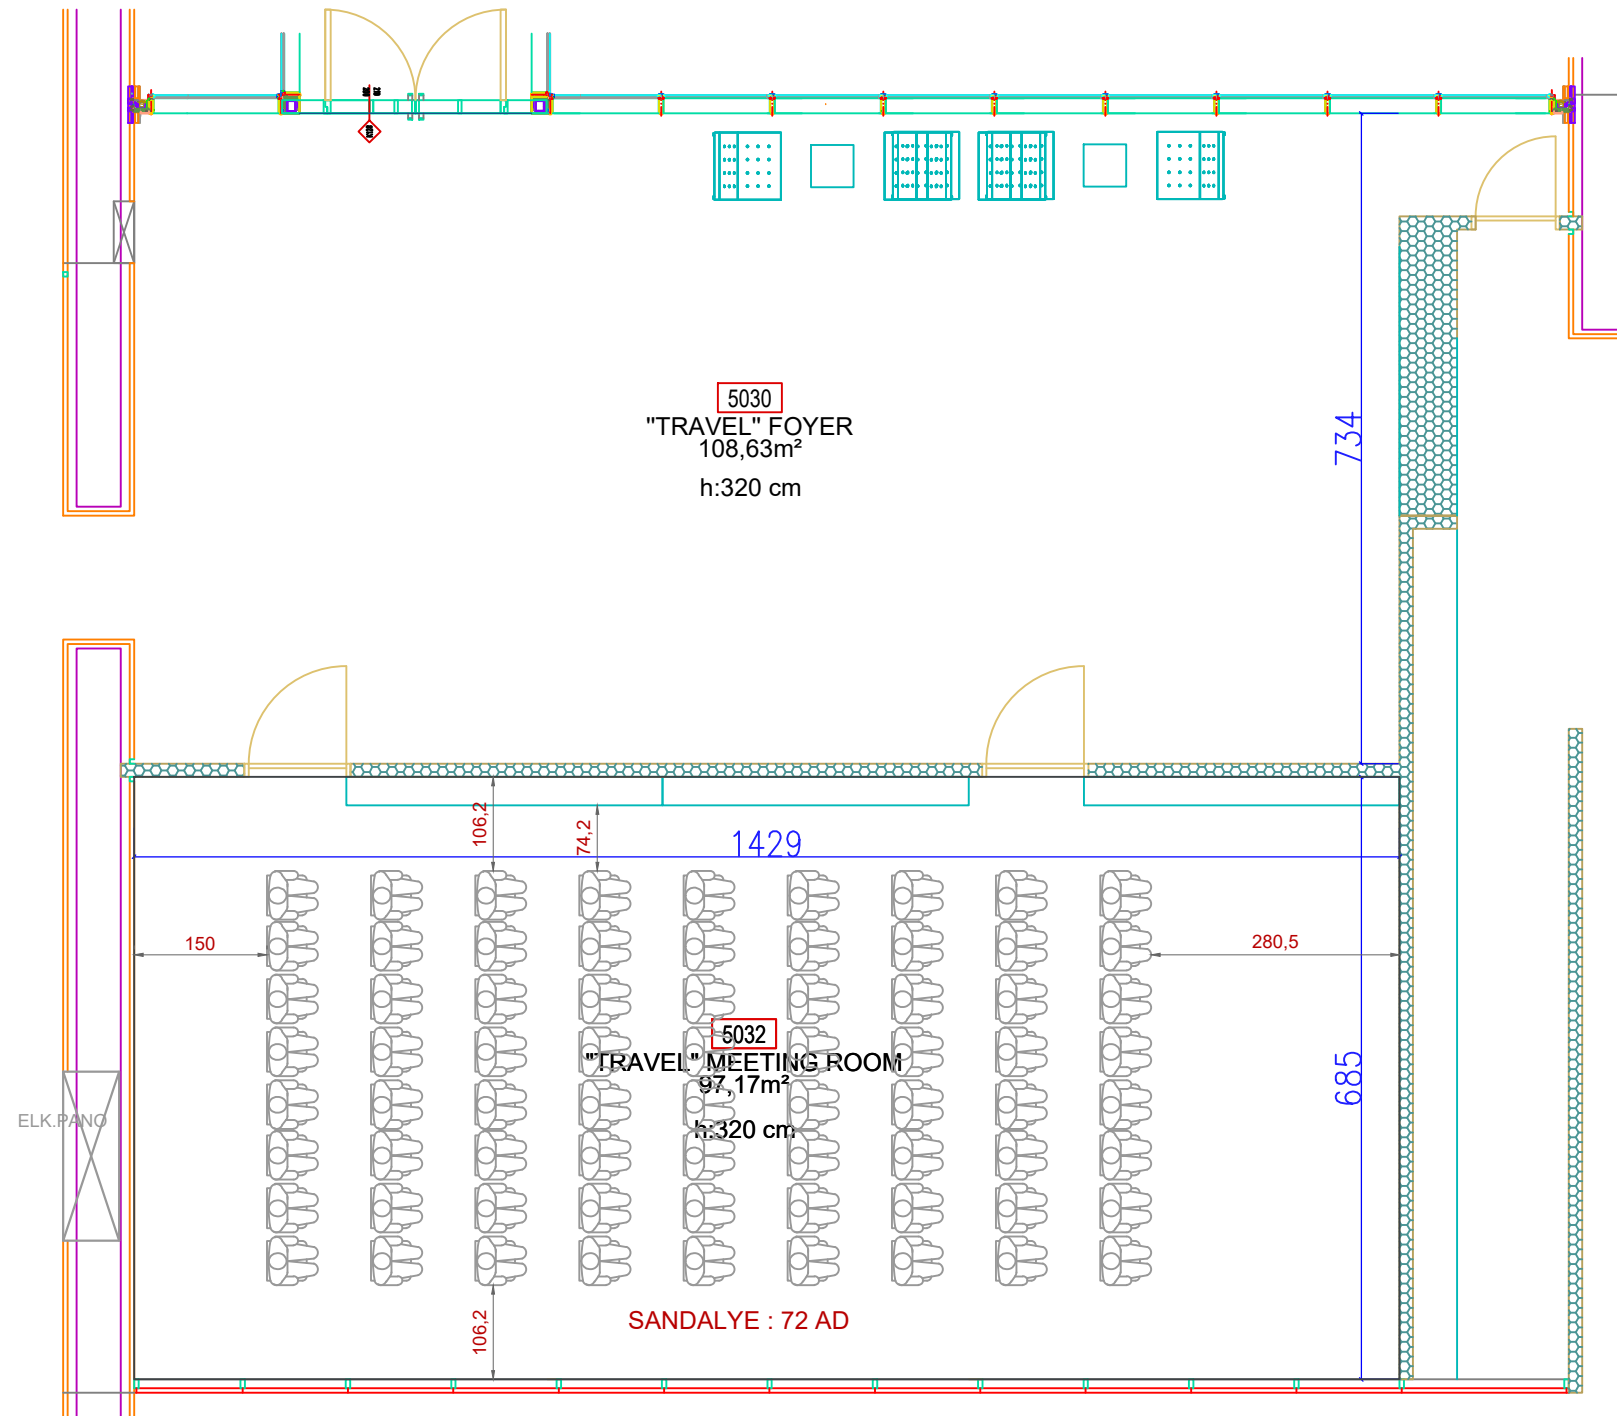 5030
"TRAVEL" FOYER
108,63m²
h:320 cm
734
106,2
74,2
1429
150
280,5
5032
"TRAVEL" MEETING ROOM
97,17m²
h:320 cm
685
ELK.PANO
106,2
SANDALYE : 72 AD